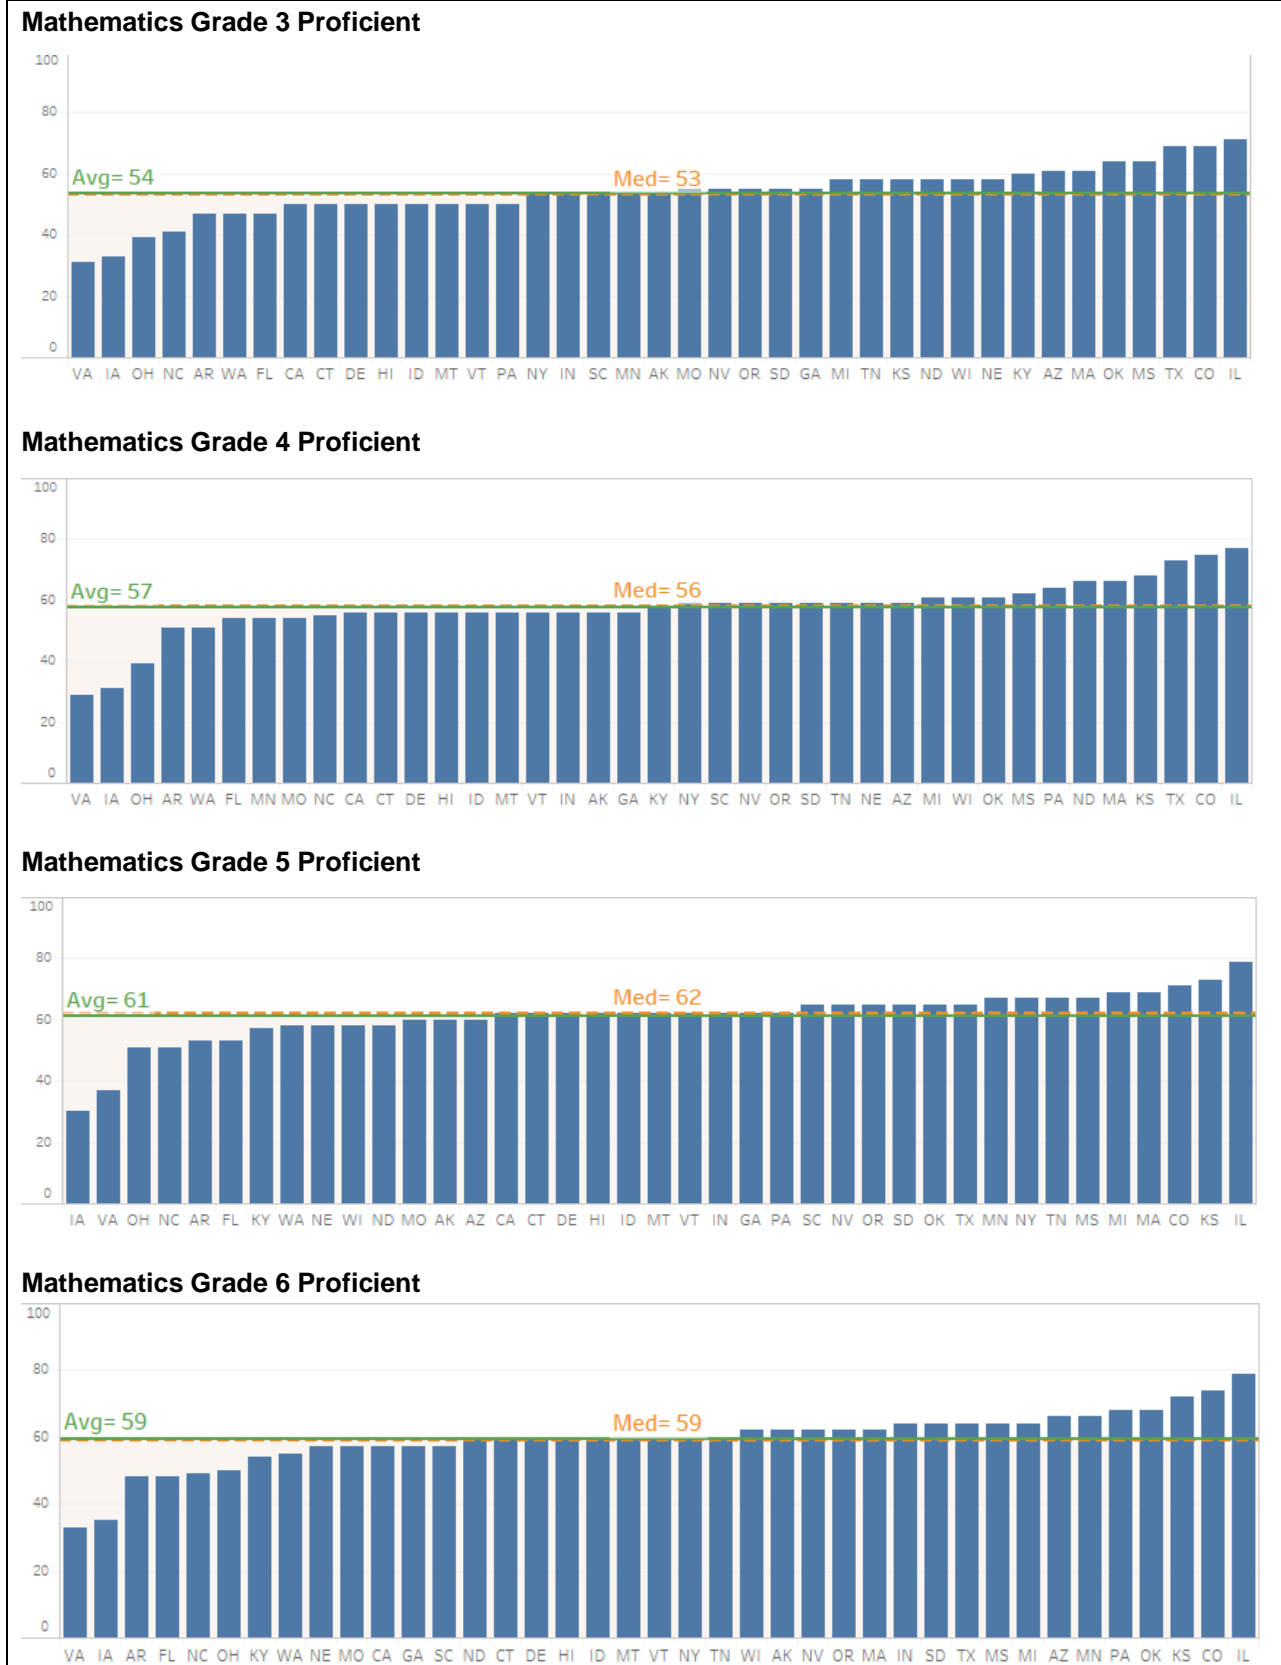 Mathematics Grade 3 Proficient
100
80
60
40
20
0
Avg= 54
Med= 53
VA IA OH NC AR WA FL CA CT DE HI ID MT VT PA NY IN SC MN AK MO NV OR SD GA MI TN KS ND WI NE KY AZ MA OK MS TX CO IL
Mathematics Grade 4 Proficient
100
80
60
40
20
0
Avg= 57
Med= 56
VA IA OH AR WA FL MN MO NC CA CT DE HI ID MT VT IN AK GA KY NY SC NV OR SD TN NE AZ MI WI OK MS PA ND MA KS TX CO IL
Mathematics Grade 5 Proficient
100
80
60
40
20
0
Avg= 61
Med= 62
IA VA OH NC AR FL KY WA NE WI ND MO AK AZ CA CT DE HI ID MT VT IN GA PA SC NV OR SD OK TX MN NY TN MS MI MA CO KS IL
Mathematics Grade 6 Proficient
100
80
60
40
20
0
Avg= 59
Med= 59
VA IA AR FL NC OH KY WA NE MO CA GA SC ND CT DE HI ID MT VT NY TN WI AK NV OR MA IN SD TX MS MI AZ MN PA OK KS CO IL